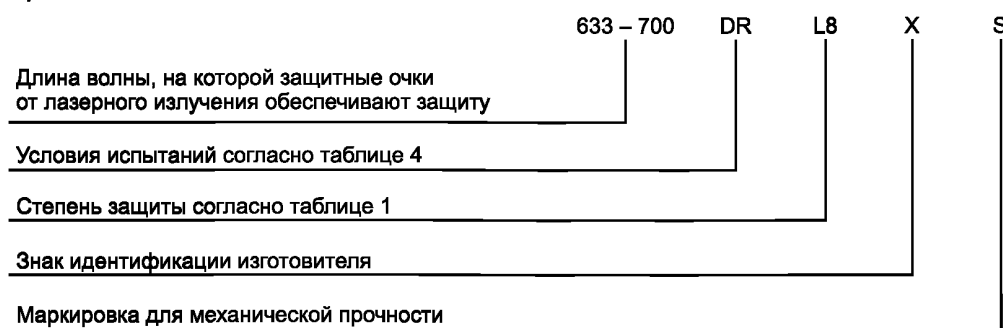 633 – 700 DR L8 X S
Длина волны, на которой защитные очки
от лазерного излучения обеспечивают защиту
Условия испытаний согласно таблице 4
Степень защиты согласно таблице 1
Знак идентификации изготовителя
Маркировка для механической прочности